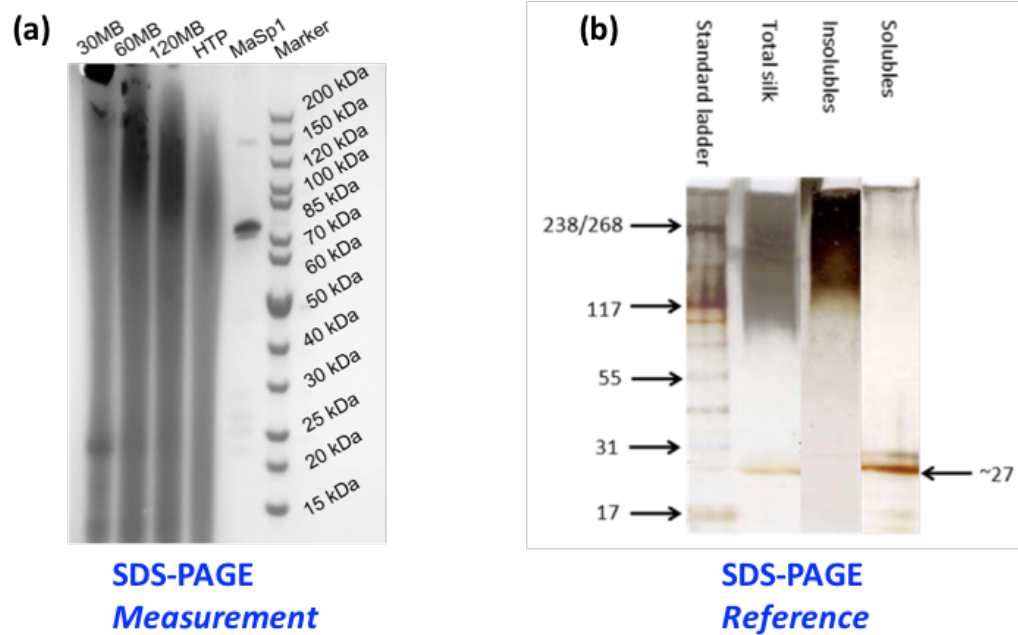 (a)
30MB
60MB
120MB
HTP
MaSp1
Marker
200 kDa
150 kDa
120 kDa
100 kDa
85 kDa
70 kDa
60 kDa
50 kDa
40 kDa
30 kDa
25 kDa
20 kDa
15 kDa
SDS-PAGE
Measurement
(b)
Standard ladder
Total silk
Insolubles
Solubles
238/268
117
55
31
17
~27
SDS-PAGE
Reference